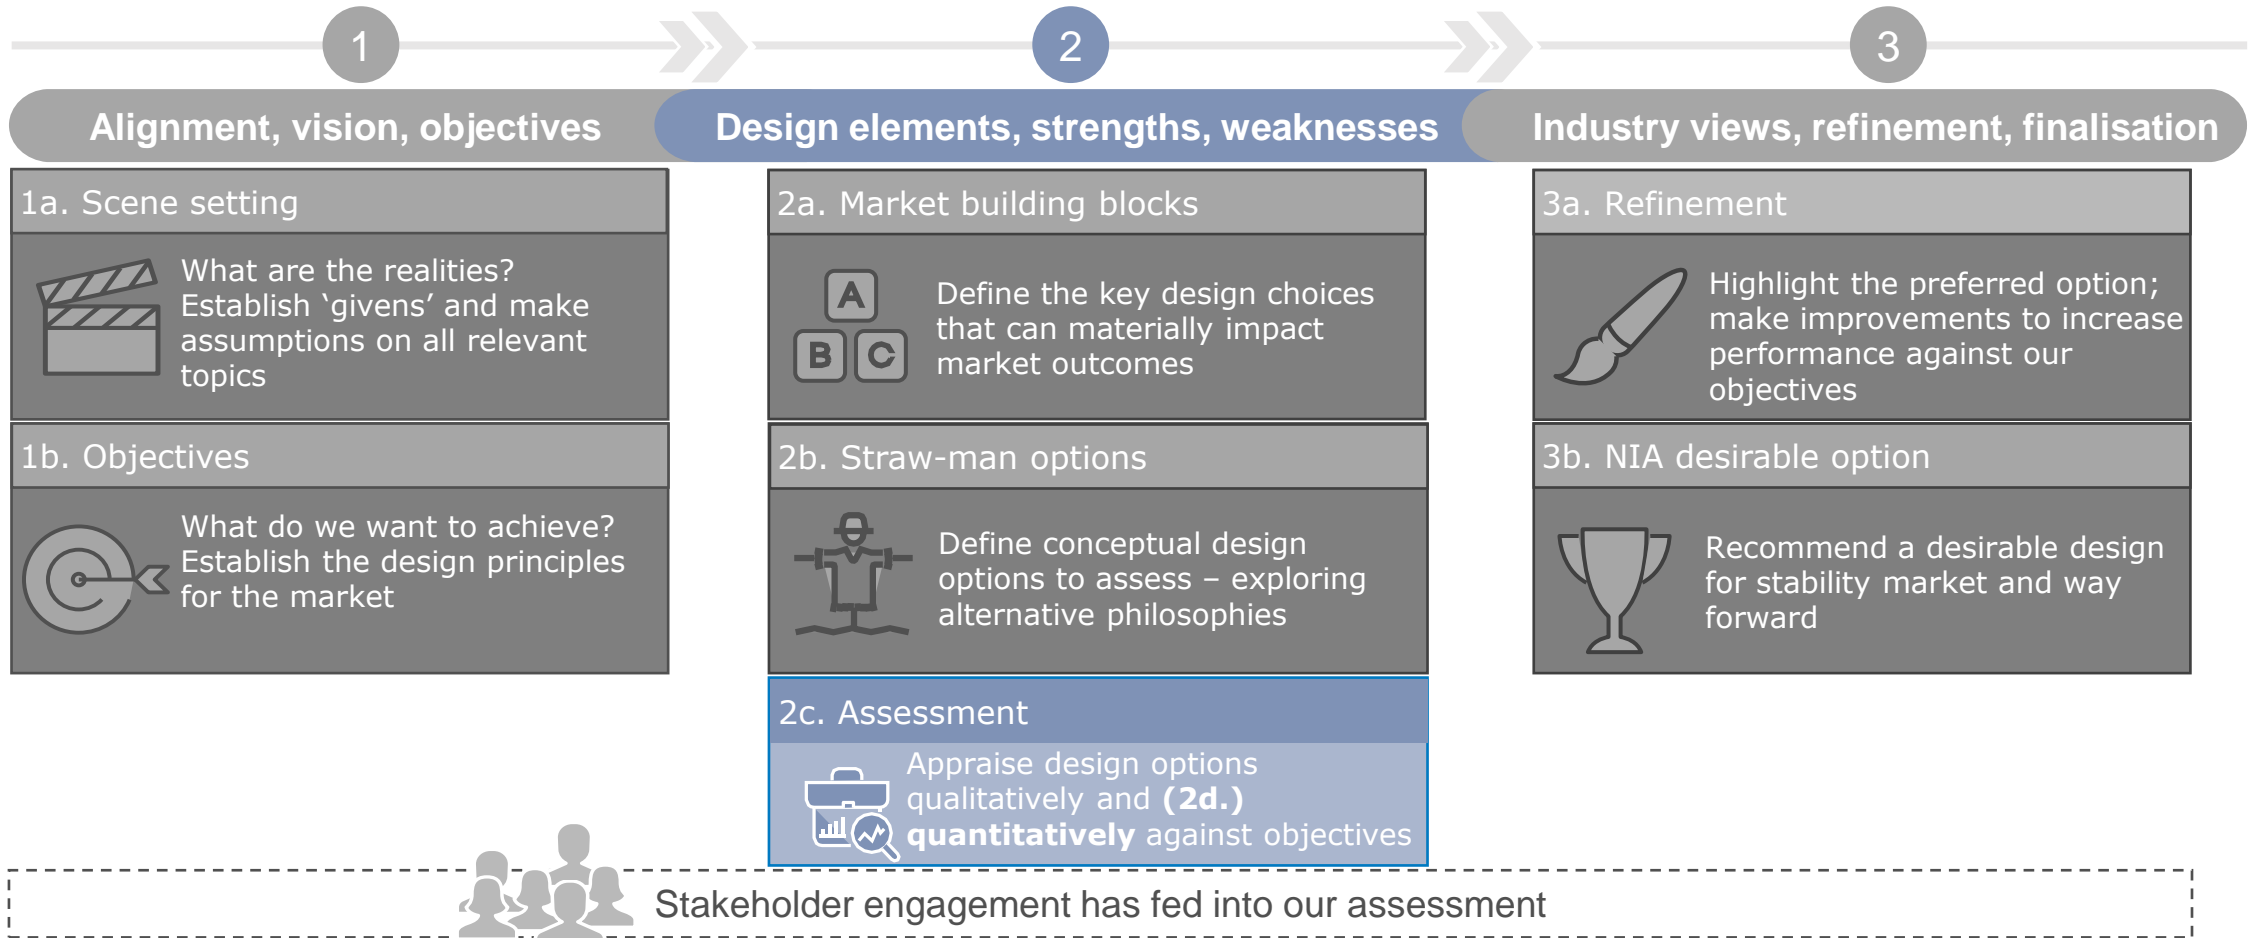 1
2
3
Alignment, vision, objectives
Design elements, strengths, weaknesses
Industry views, refinement, finalisation
1a. Scene setting
What are the realities?
Establish ‘givens’ and make
assumptions on all relevant
topics
1b. Objectives
What do we want to achieve?
Establish the design principles
for the market
2a. Market building blocks
A
B
C
Define the key design choices
that can materially impact
market outcomes
2b. Straw-man options
Define conceptual design
options to assess – exploring
alternative philosophies
2c. Assessment
Appraise design options
qualitatively and (2d.)
quantitatively against objectives
3a. Refinement
Highlight the preferred option;
make improvements to increase
performance against our
objectives
3b. NIA desirable option
Recommend a desirable design
for stability market and way
forward
Stakeholder engagement has fed into our assessment